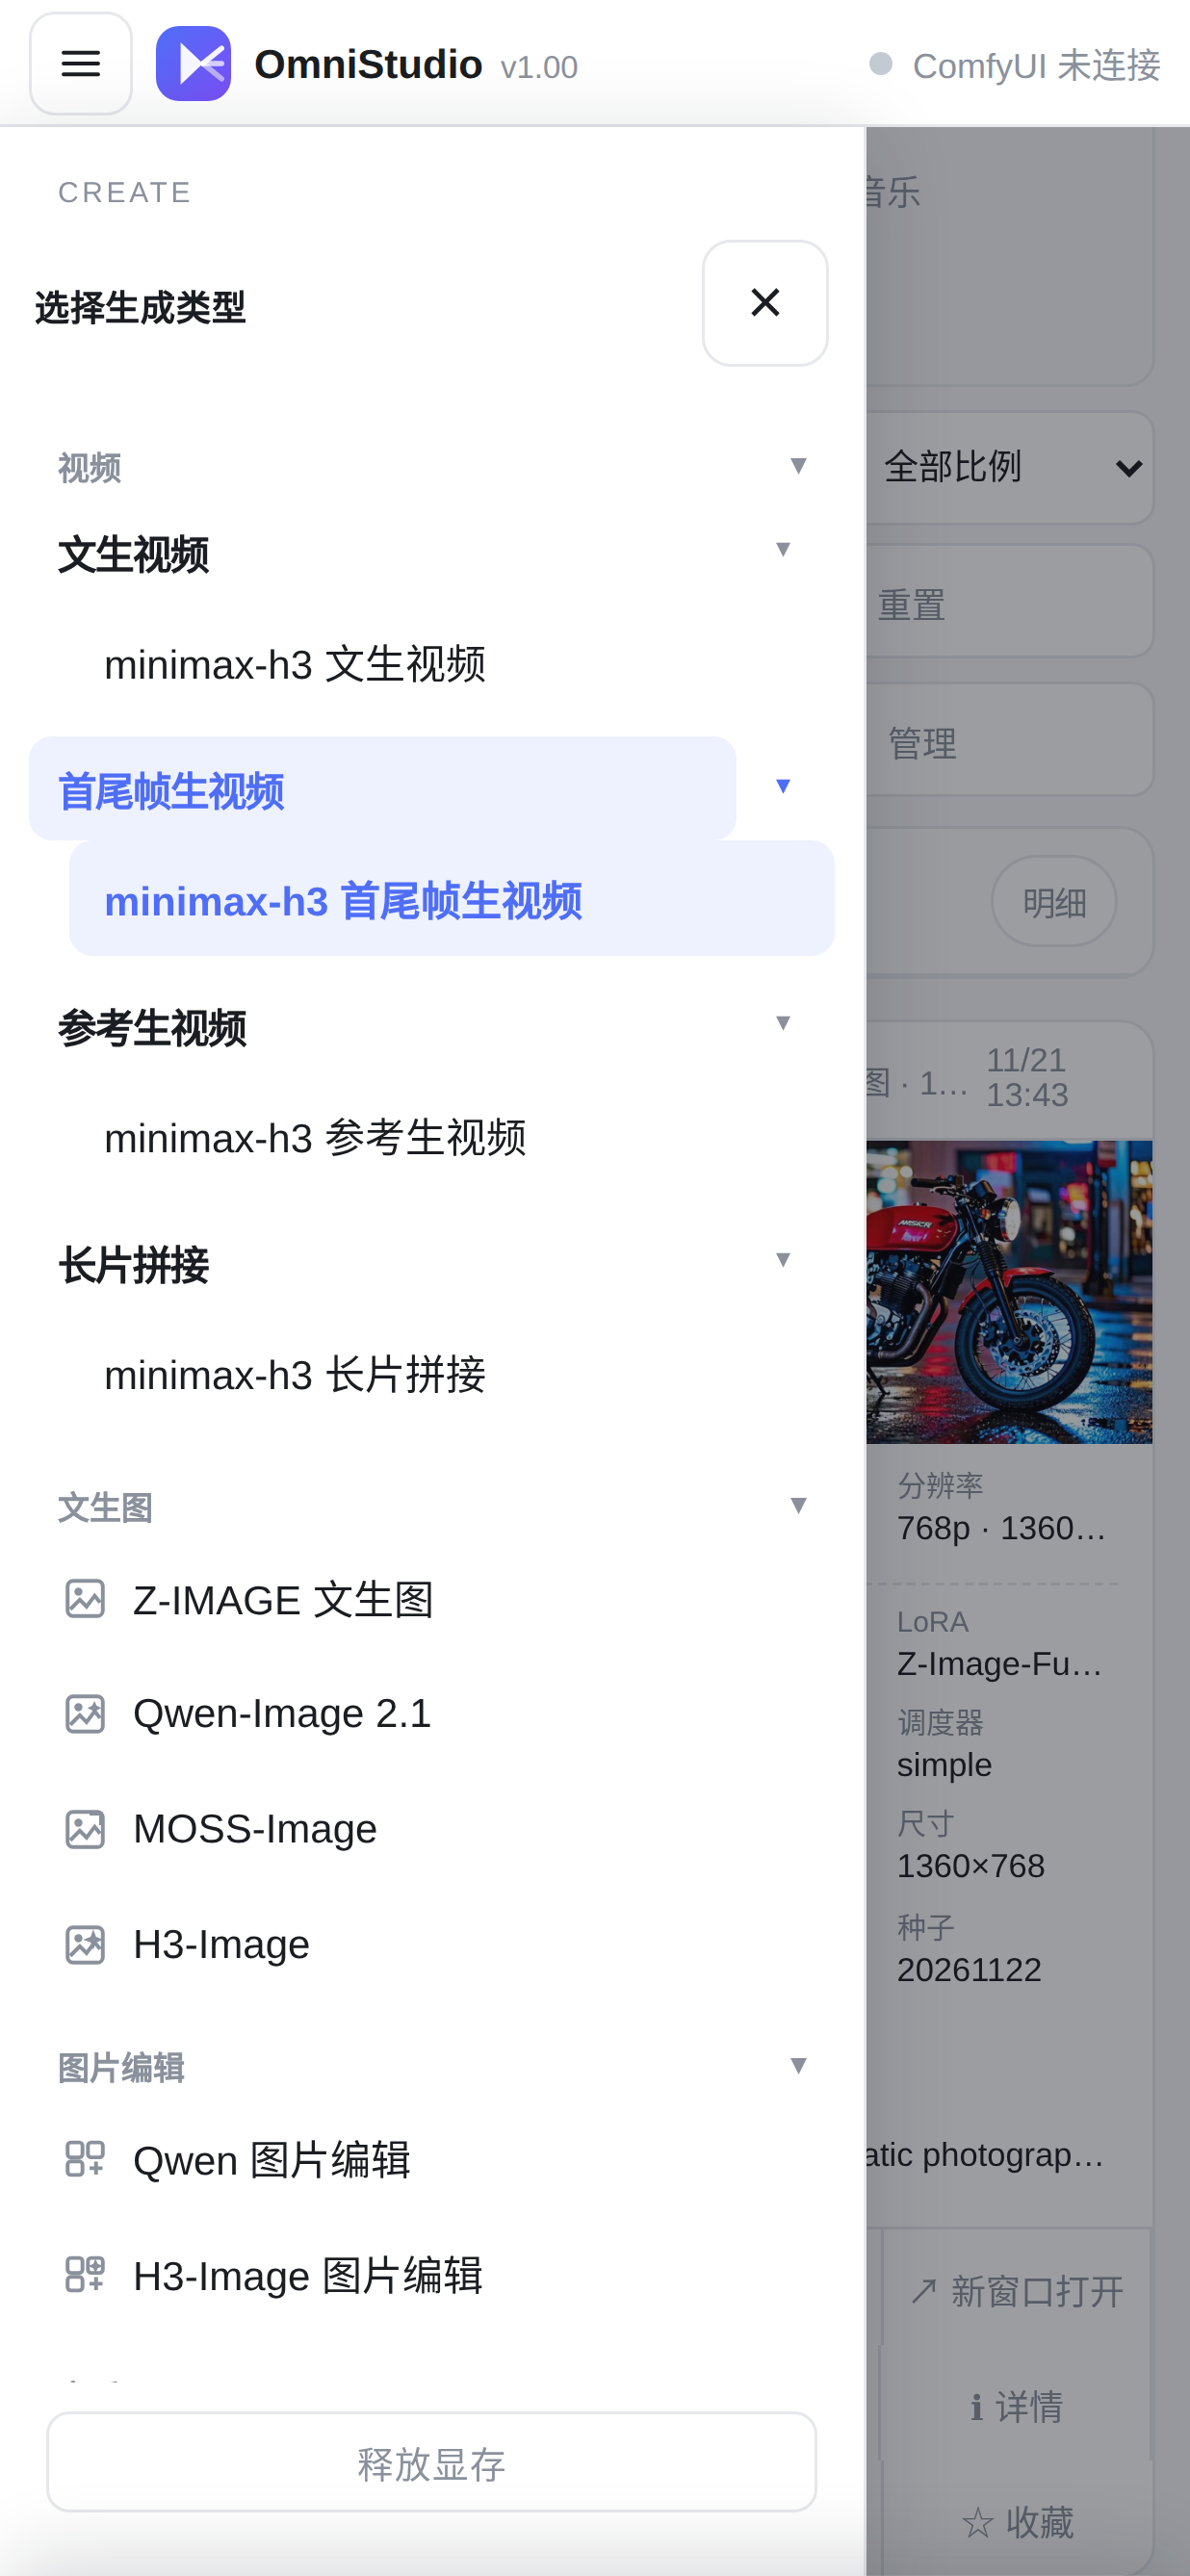 OmniStudio v1.00
ComfyUI 未连接
CREATE
选择生成类型
视频
文生视频
minimax-h3 文生视频
首尾帧生视频
minimax-h3 首尾帧生视频
参考生视频
minimax-h3 参考生视频
长片拼接
minimax-h3 长片拼接
文生图
Z-IMAGE 文生图
Qwen-Image 2.1
MOSS-Image
H3-Image
图片编辑
Qwen 图片编辑
H3-Image 图片编辑
释放显存
音乐
全部比例
重置
管理
明细
图 · 1…
11/21
13:43
分辨率
768p · 1360…
LoRA
Z-Image-Fu…
调度器
simple
尺寸
1360×768
种子
20261122
atic photograp…
↗ 新窗口打开
ℹ 详情
☆ 收藏